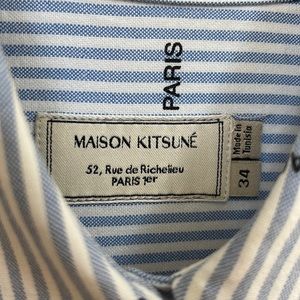 PARIS
MAISON KITSUNÉ
52, Rue de Richelieu
PARIS 1er
Made in
Tunisia
34